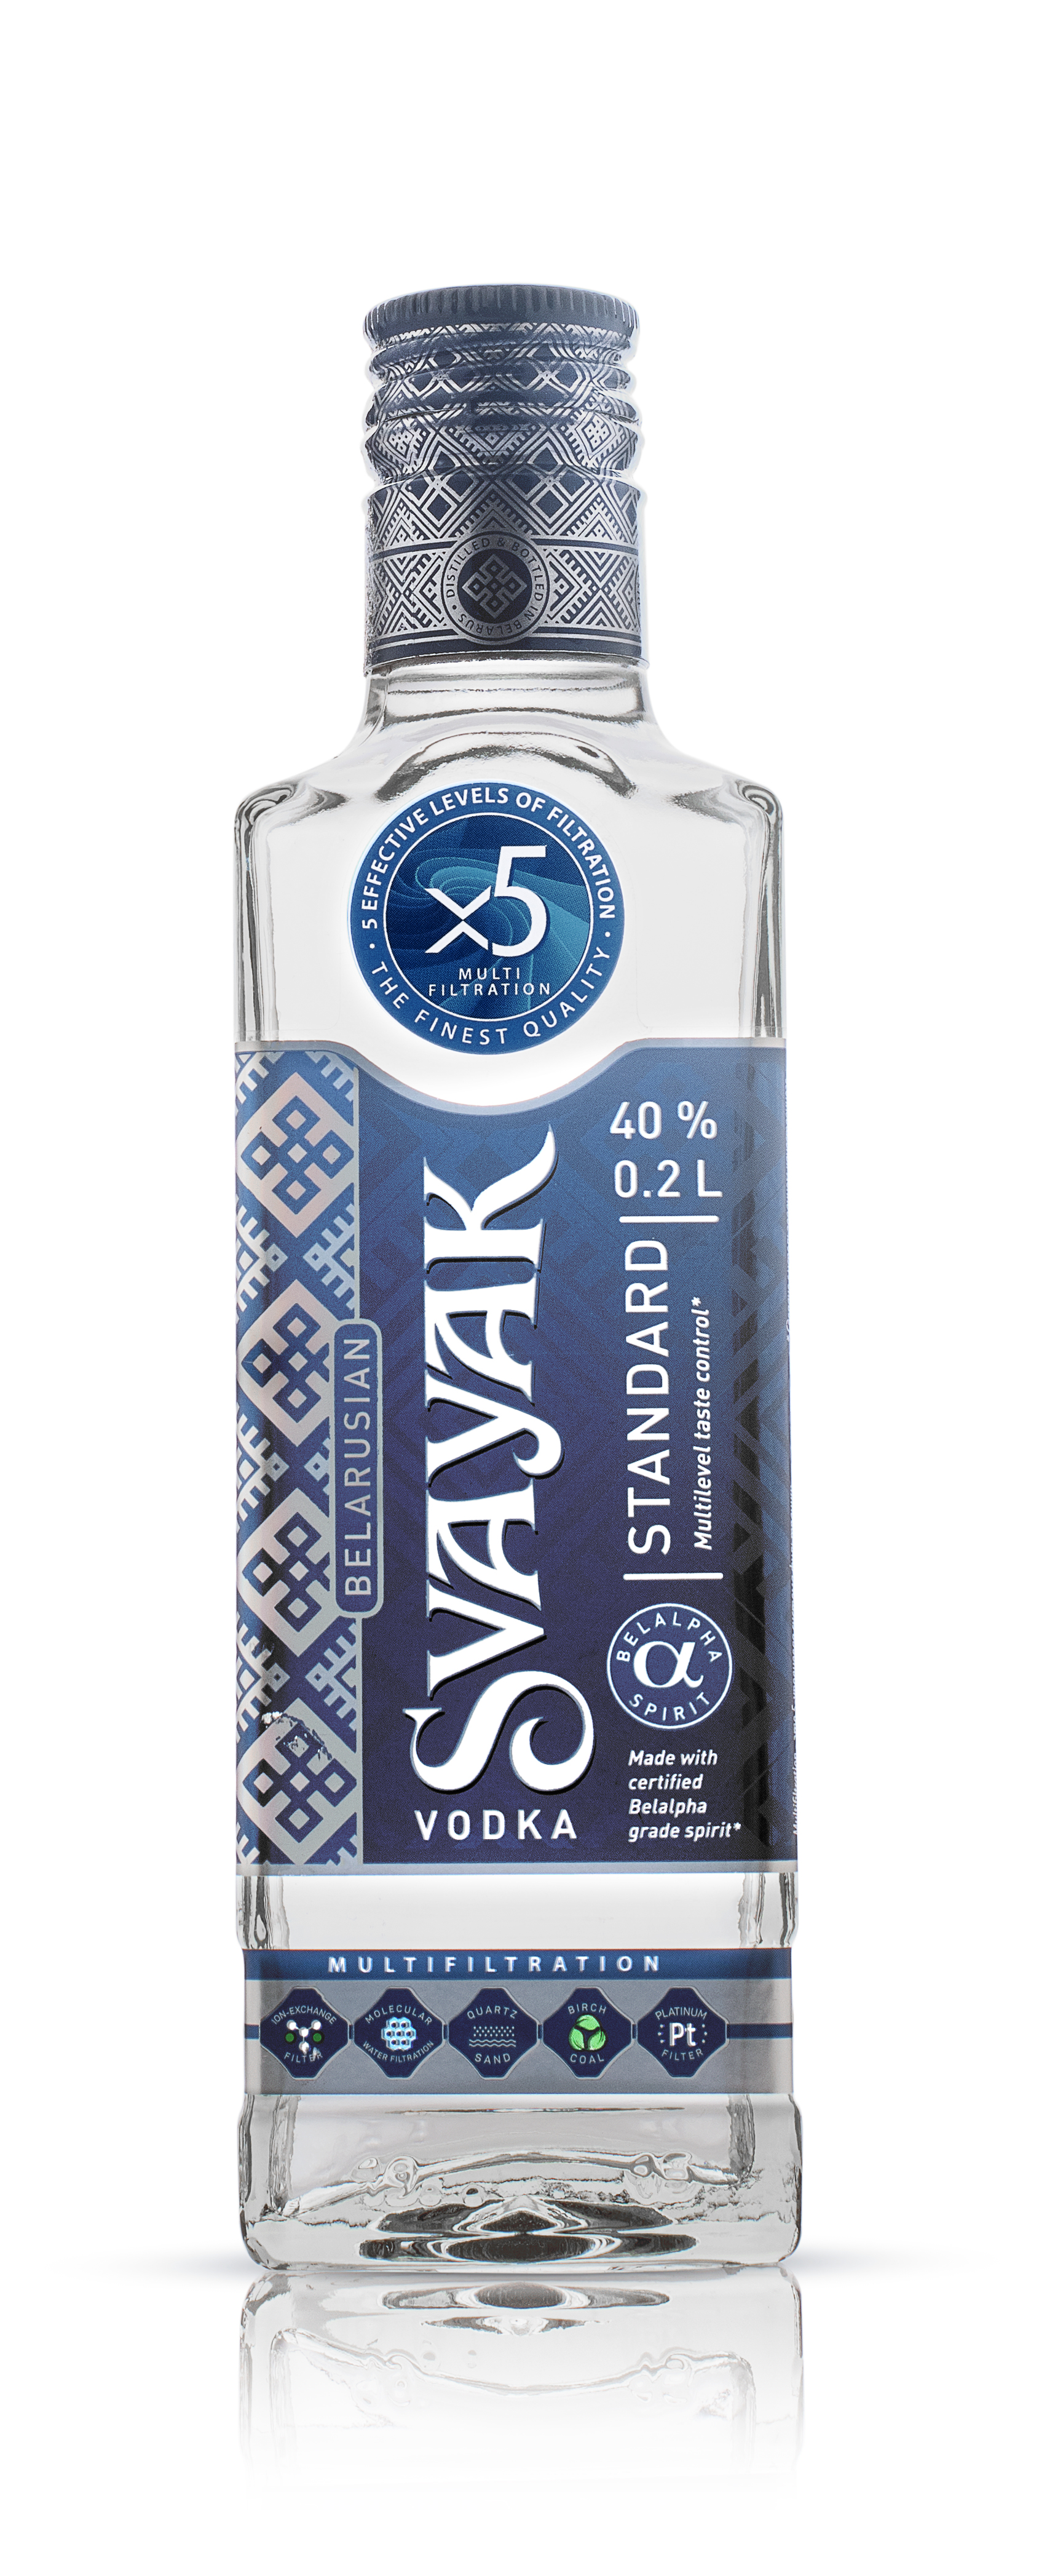 DISTILLED & BOTTLED IN BELARUS
5 EFFECTIVE LEVELS OF FILTRATION
x5
MULTI
FILTRATION
THE FINEST QUALITY
40 %
0.2 L
BELARUSIAN
SVAYAK
VODKA
STANDARD
Multilevel taste control*
BELALPHA
α
SPIRIT
Made with
certified
Belalpha
grade spirit*
MULTIFILTRATION
ION-EXCHANGE
FILTER
MOLECULAR
WATER FILTRATION
QUARTZ
SAND
BIRCH
COAL
PLATINUM
Pt
FILTER